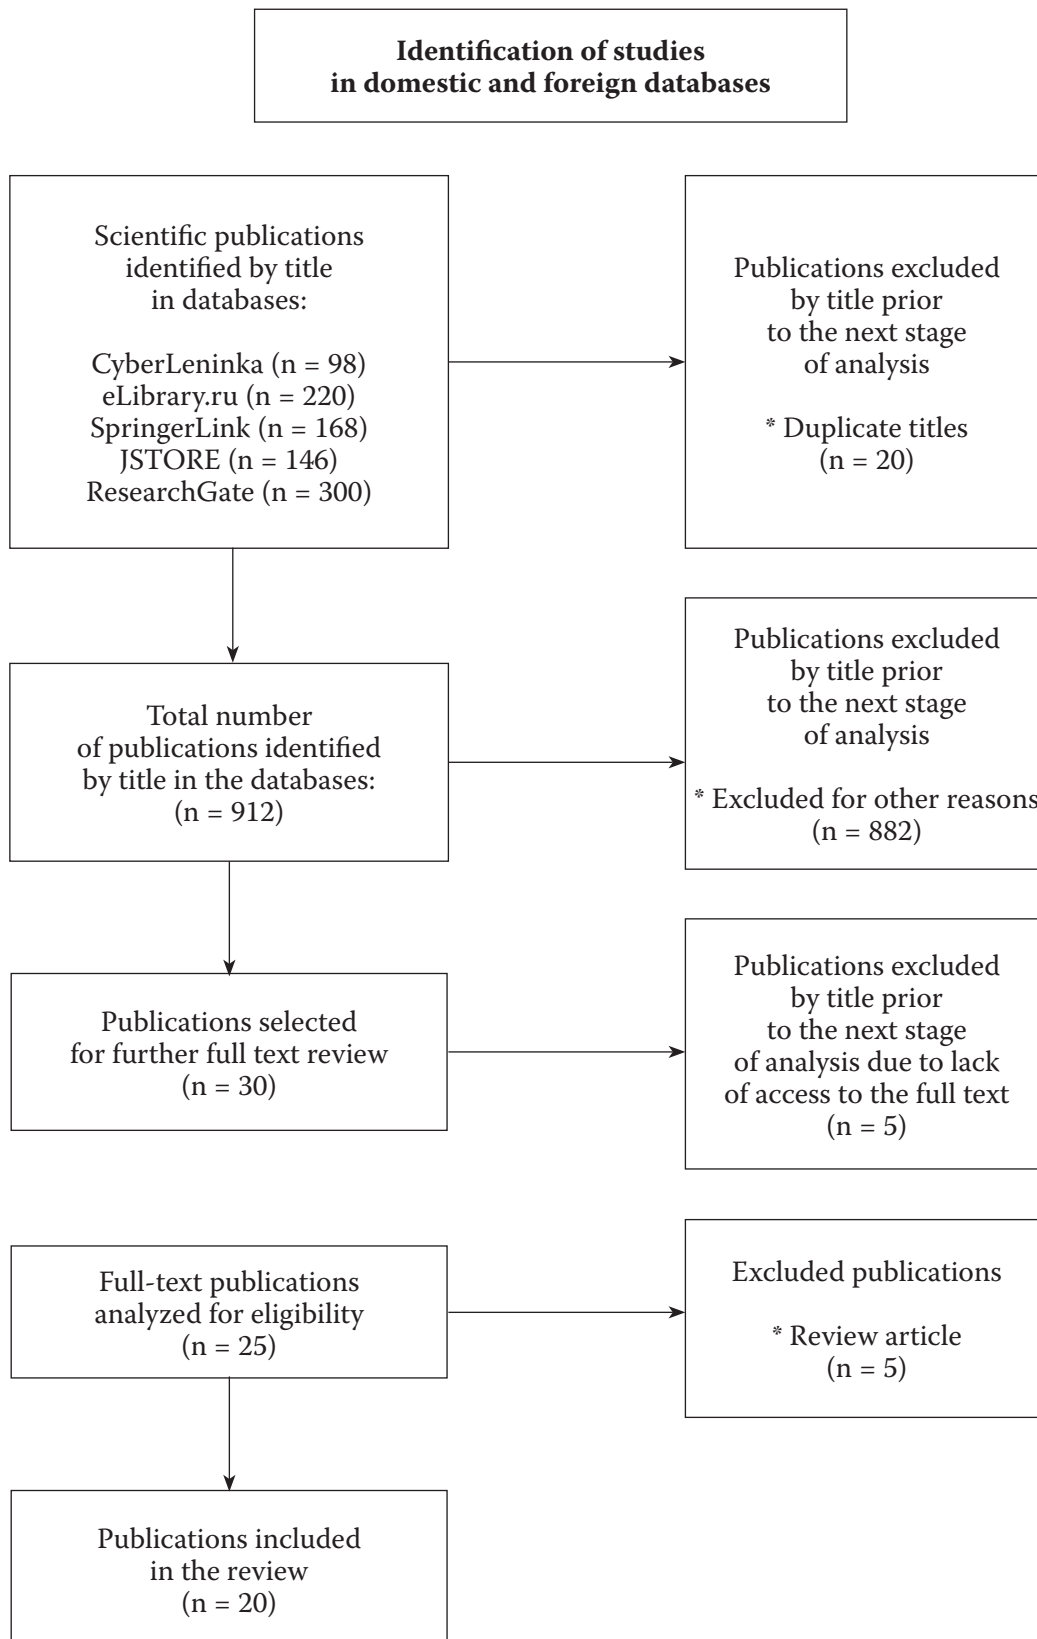 Identification of studies
in domestic and foreign databases
Scientific publications
identified by title
in databases:
CyberLeninka (n = 98)
eLibrary.ru (n = 220)
SpringerLink (n = 168)
JSTORE (n = 146)
ResearchGate (n = 300)
Publications excluded
by title prior
to the next stage
of analysis
* Duplicate titles
(n = 20)
Total number
of publications identified
by title in the databases:
(n = 912)
Publications excluded
by title prior
to the next stage
of analysis
* Excluded for other reasons
(n = 882)
Publications selected
for further full text review
(n = 30)
Publications excluded
by title prior
to the next stage
of analysis due to lack
of access to the full text
(n = 5)
Full-text publications
analyzed for eligibility
(n = 25)
Excluded publications
* Review article
(n = 5)
Publications included
in the review
(n = 20)